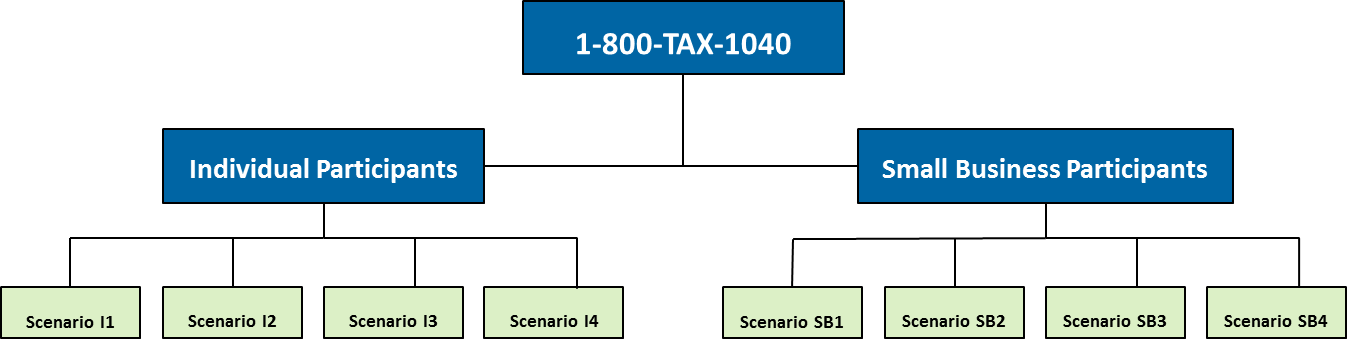 1-800-TAX-1040
Individual Participants
Small Business Participants
Scenario I1
Scenario I2
Scenario I3
Scenario I4
Scenario SB1
Scenario SB2
Scenario SB3
Scenario SB4